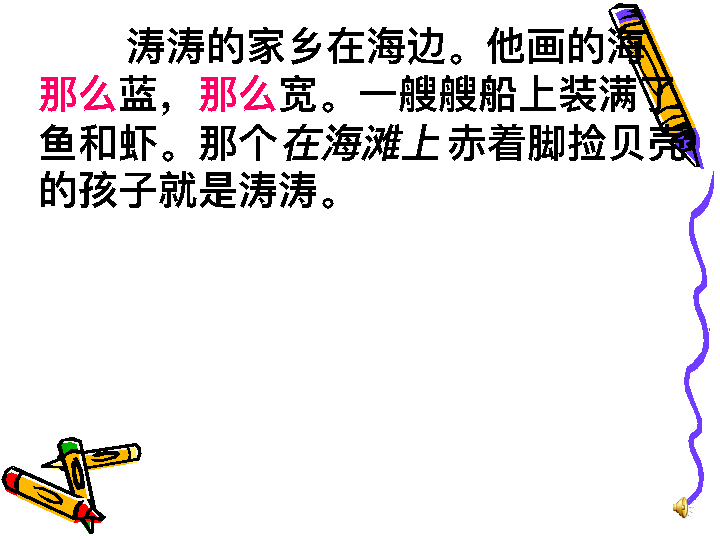 涛涛的家乡在海边。他画的海
那么蓝，那么宽。一艘艘船上装满了
鱼和虾。那个在海滩上赤着脚捡贝壳
的孩子就是涛涛。